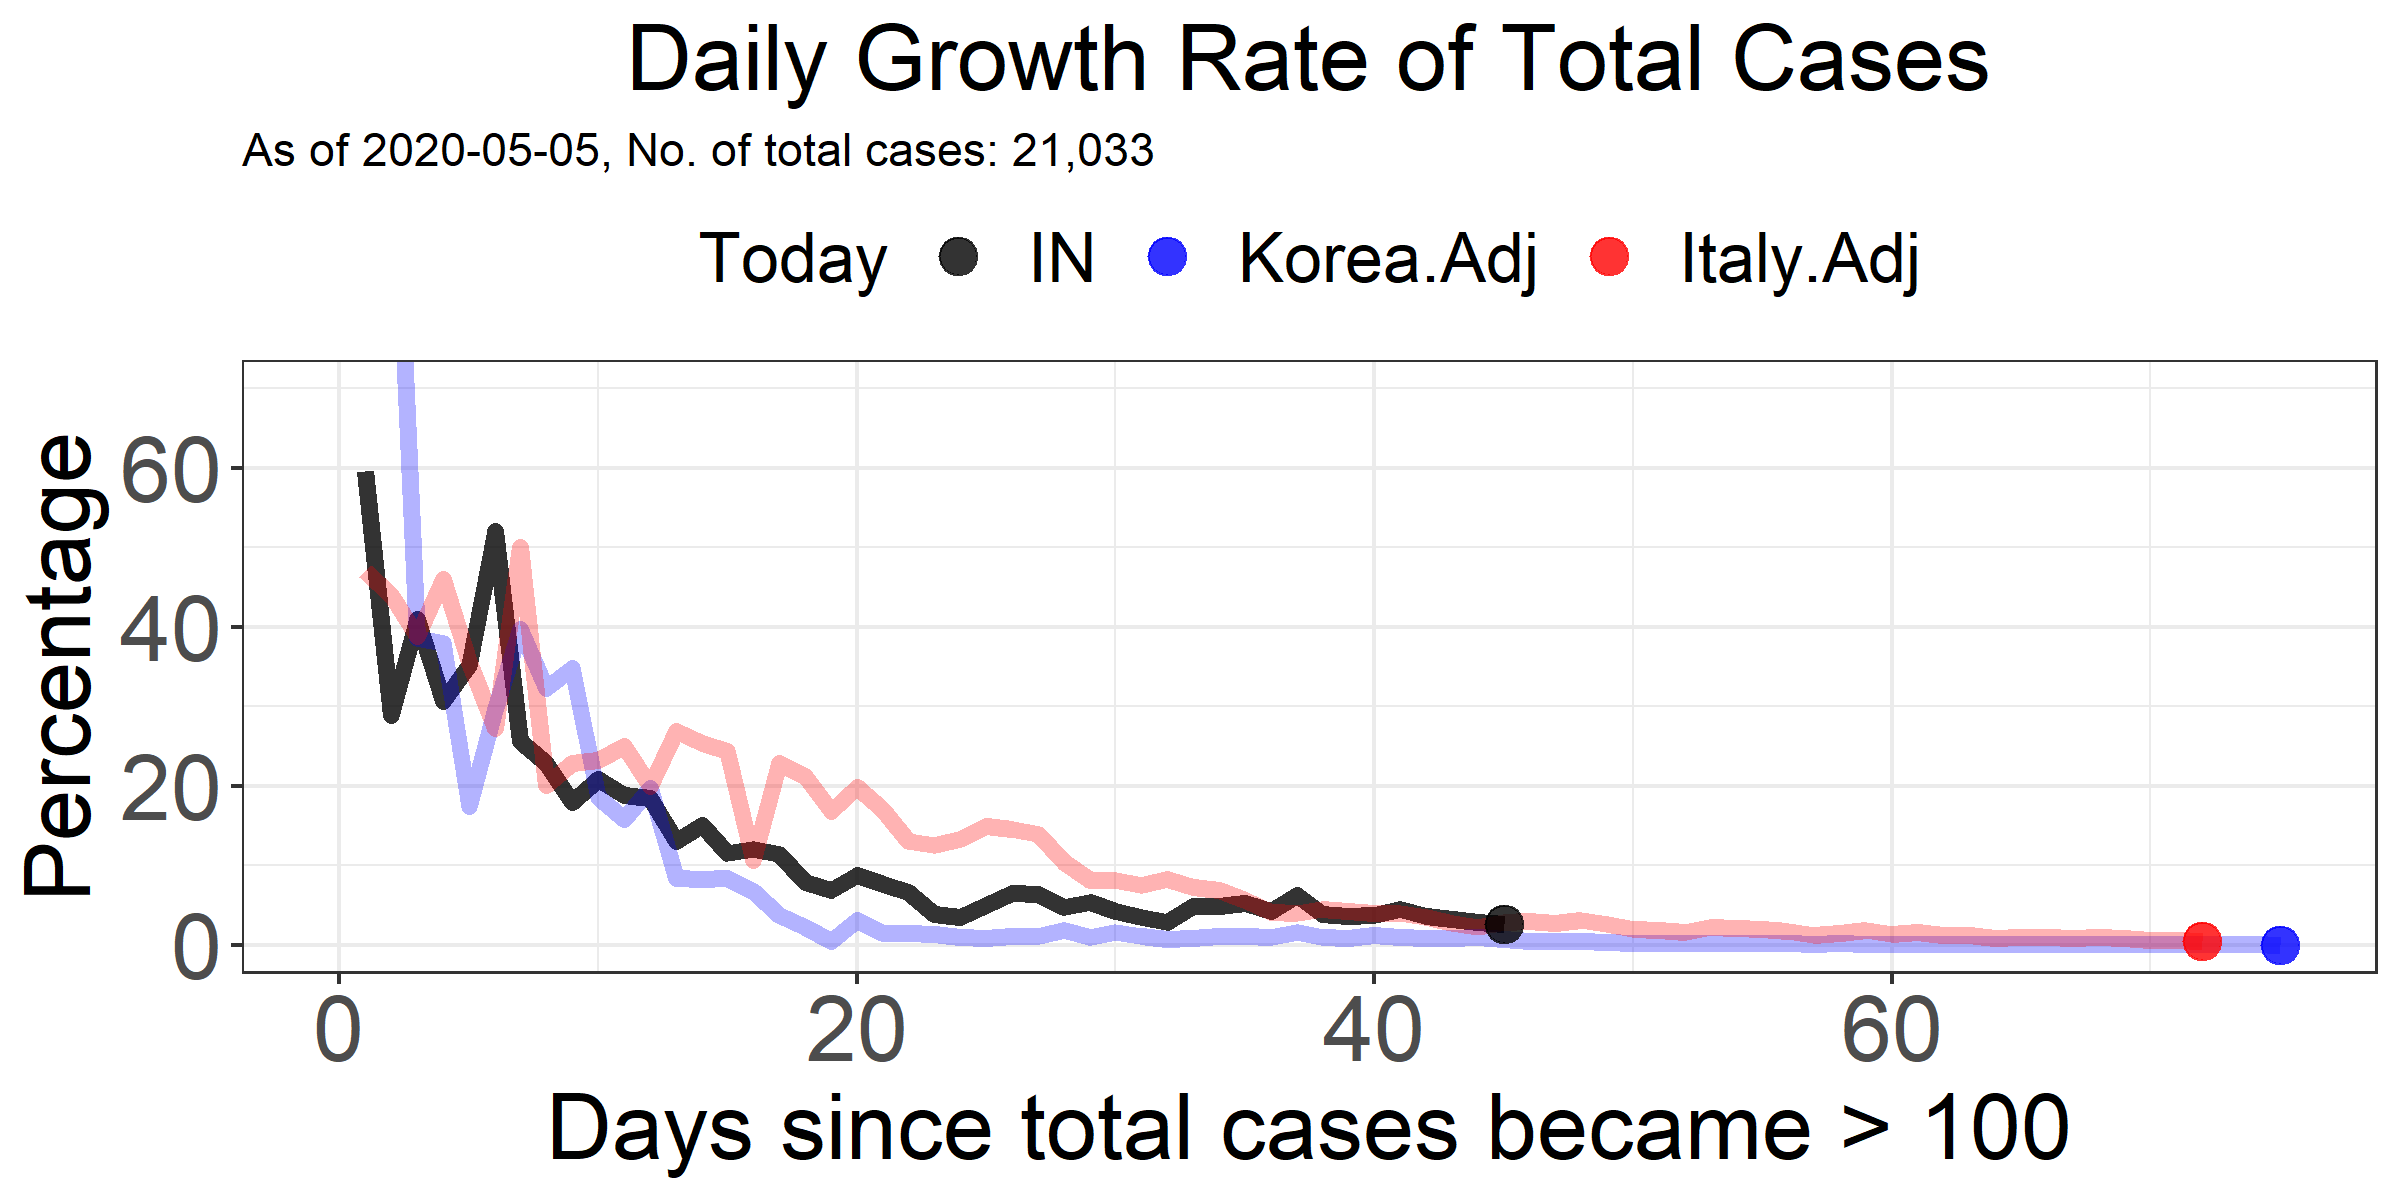 Daily Growth Rate of Total Cases
As of 2020-05-05, No. of total cases: 21,033
Today IN Korea.Adj Italy.Adj
Percentage
60
40
20
0
0 20 40 60
Days since total cases became > 100